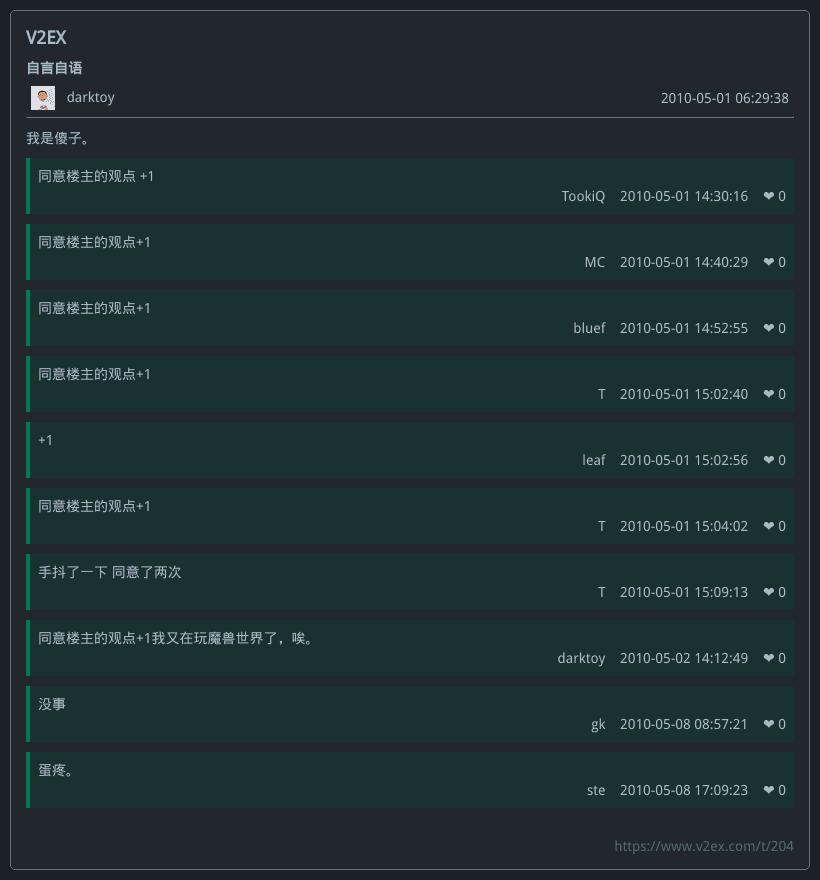 V2EX
自言自语
darktoy 2010-05-01 06:29:38
我是傻子。
同意楼主的观点 +1
TookiQ 2010-05-01 14:30:16 ❤ 0
同意楼主的观点+1
MC 2010-05-01 14:40:29 ❤ 0
同意楼主的观点+1
bluef 2010-05-01 14:52:55 ❤ 0
同意楼主的观点+1
T 2010-05-01 15:02:40 ❤ 0
+1
leaf 2010-05-01 15:02:56 ❤ 0
同意楼主的观点+1
T 2010-05-01 15:04:02 ❤ 0
手抖了一下 同意了两次
T 2010-05-01 15:09:13 ❤ 0
同意楼主的观点+1我又在玩魔兽世界了，唉。
darktoy 2010-05-02 14:12:49 ❤ 0
没事
gk 2010-05-08 08:57:21 ❤ 0
蛋疼。
ste 2010-05-08 17:09:23 ❤ 0
https://www.v2ex.com/t/204